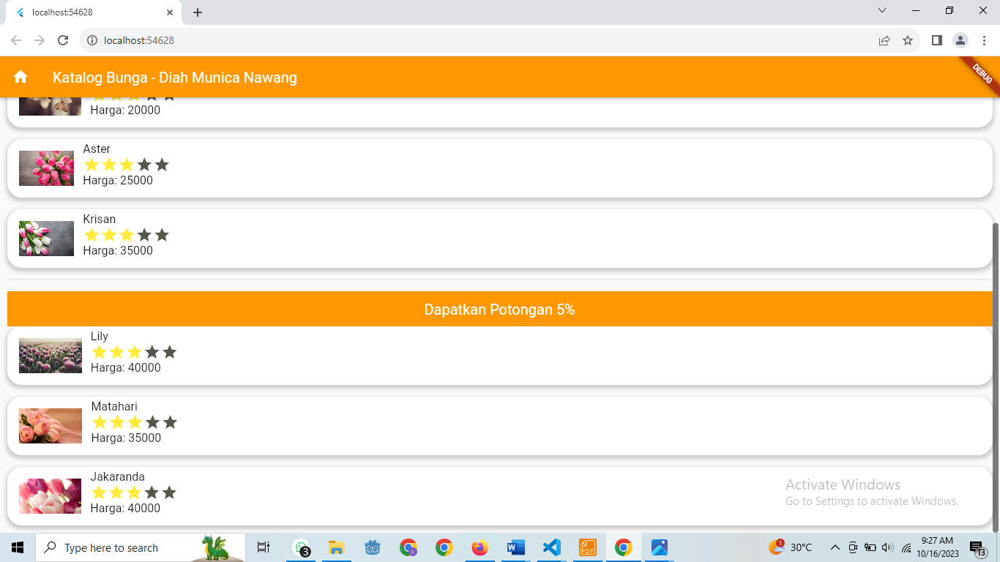 localhost:54628
localhost:54628
Katalog Bunga - Diah Munica Nawang
DEBUG
Harga: 20000
Aster
Harga: 25000
Krisan
Harga: 35000
Dapatkan Potongan 5%
Lily
Harga: 40000
Matahari
Harga: 35000
Jakaranda
Harga: 40000
Activate Windows
Go to Settings to activate Windows.
Type here to search
3
D
W
PDF
1
30°C
9:27 AM
10/16/2023
13